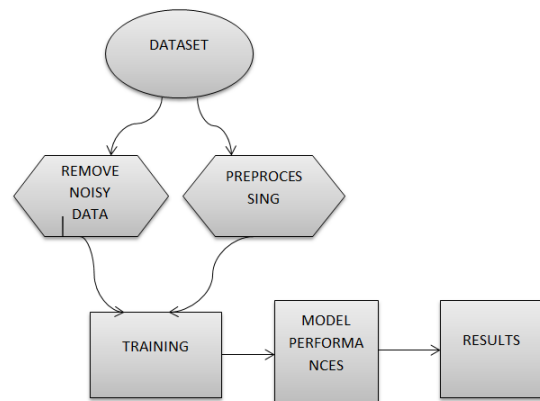 DATASET
REMOVE
NOISY
DATA
PREPROCES
SING
TRAINING
MODEL
PERFORMA
NCES
RESULTS